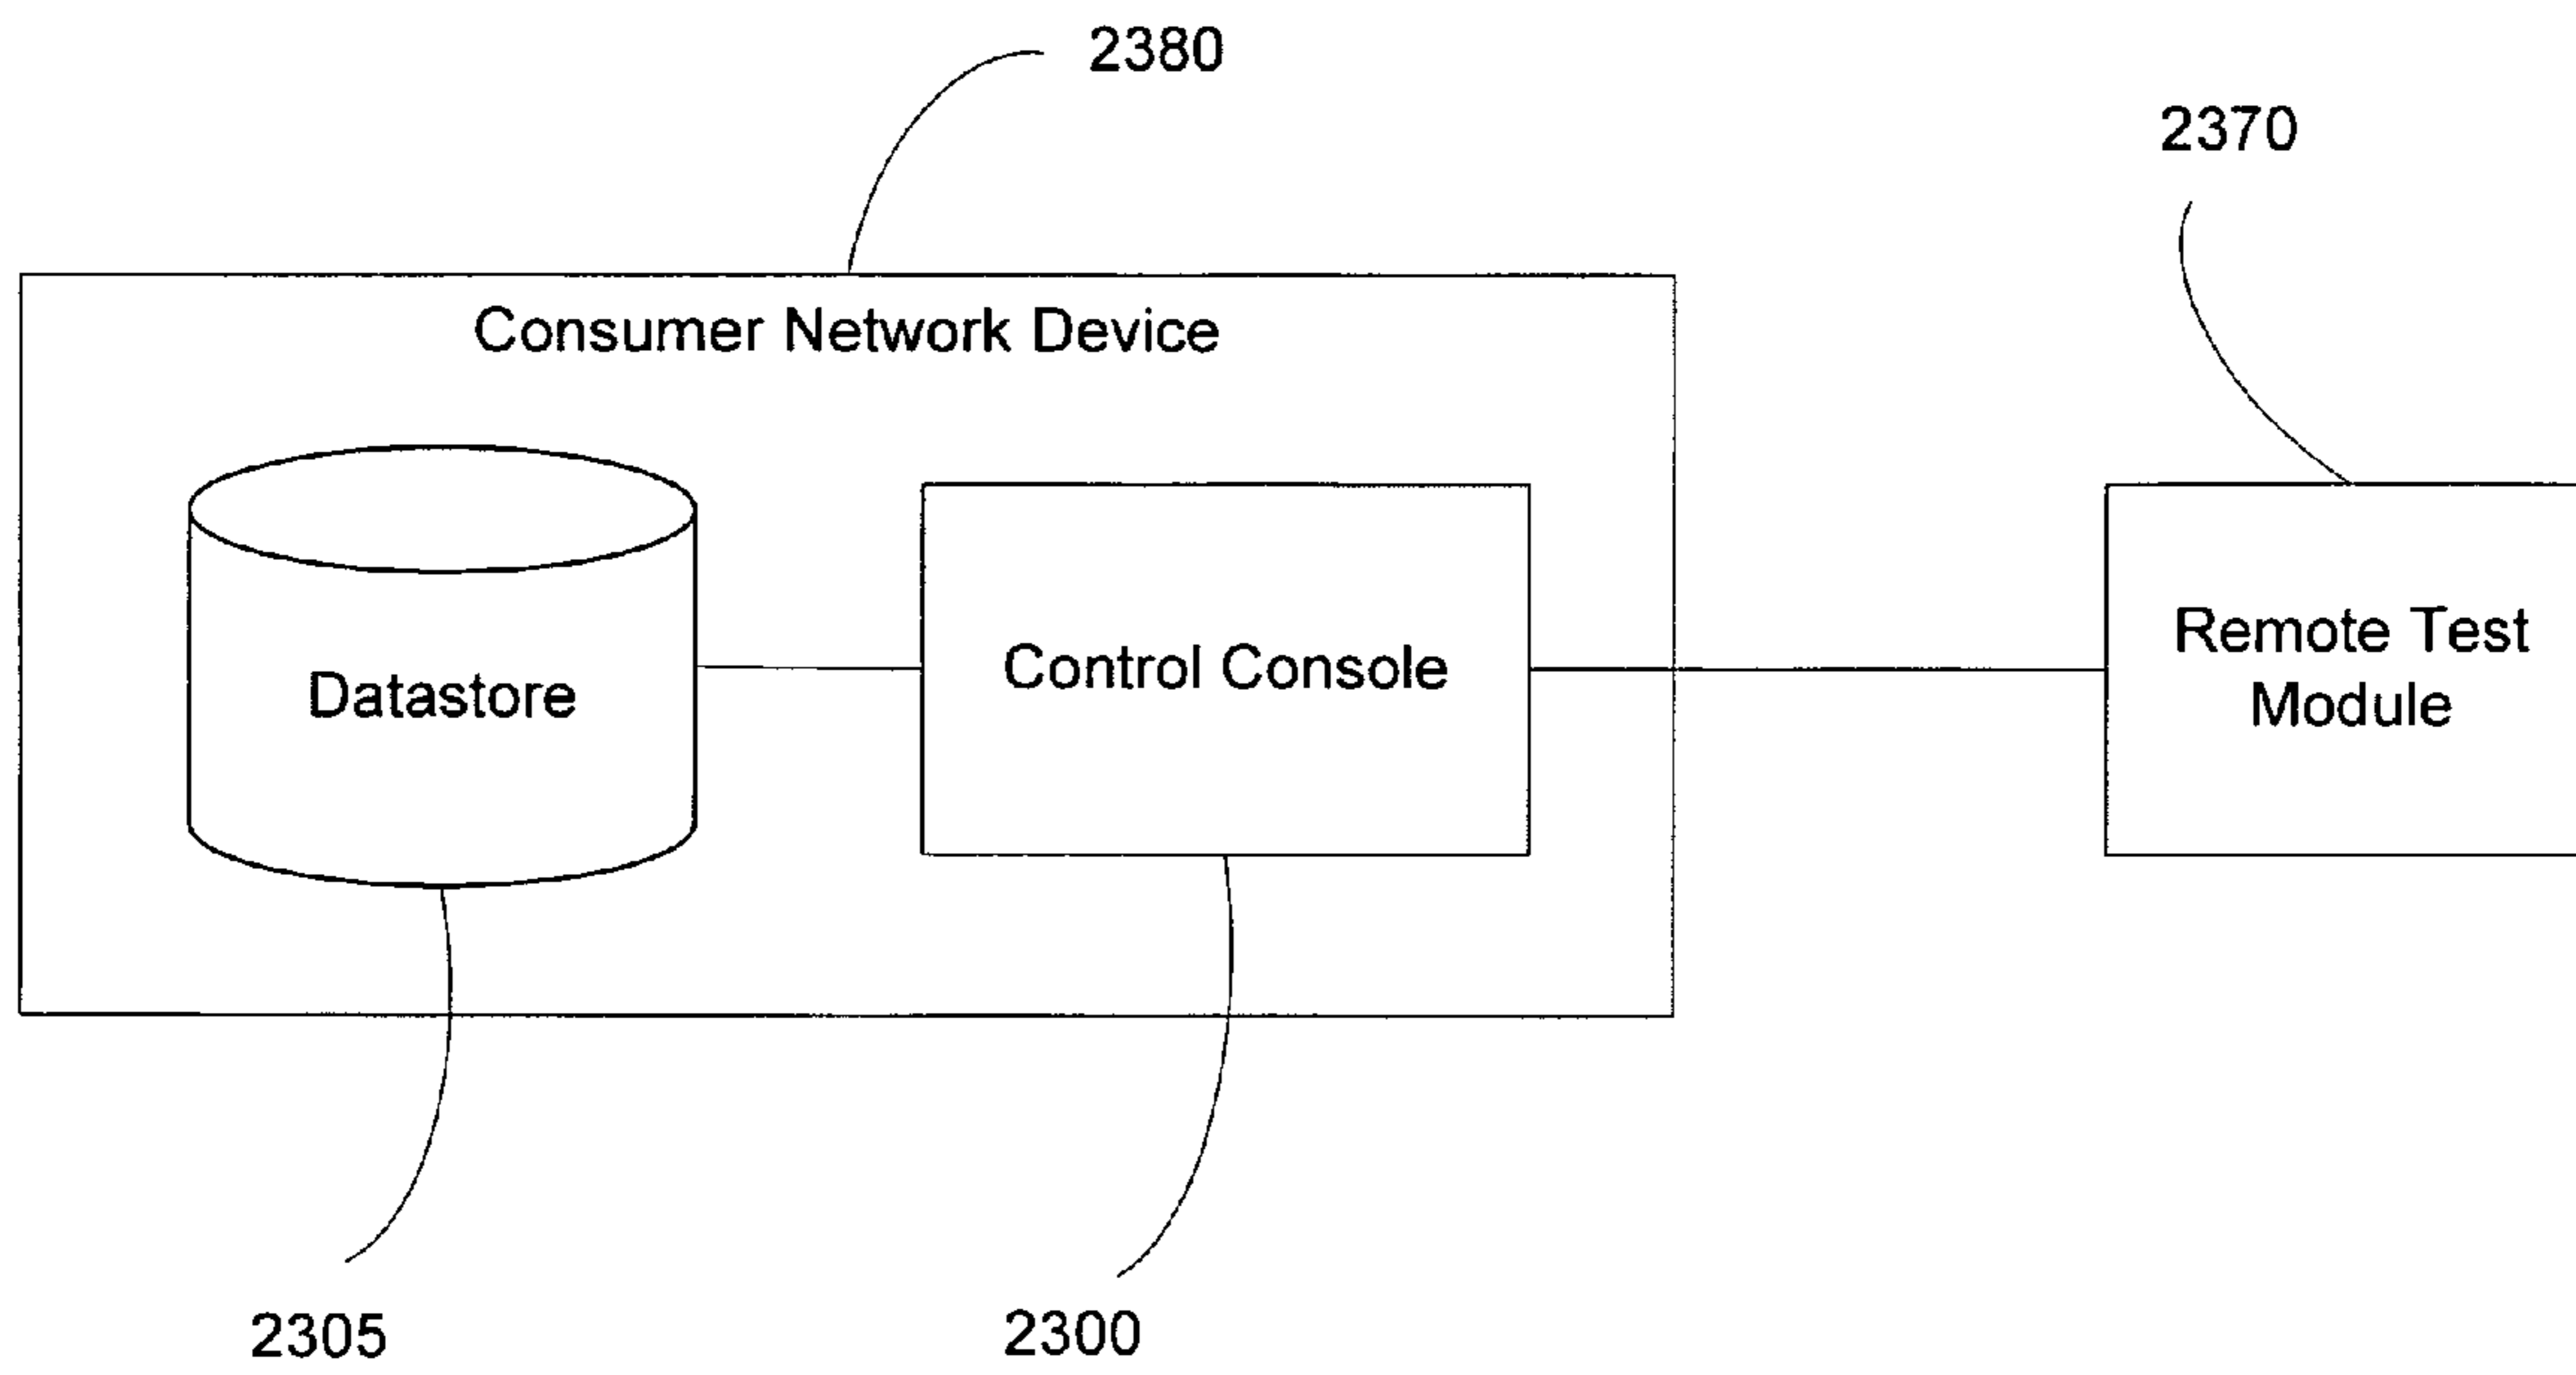 2380
2370
Consumer Network Device
Datastore
Control Console
Remote Test
Module
2305
2300